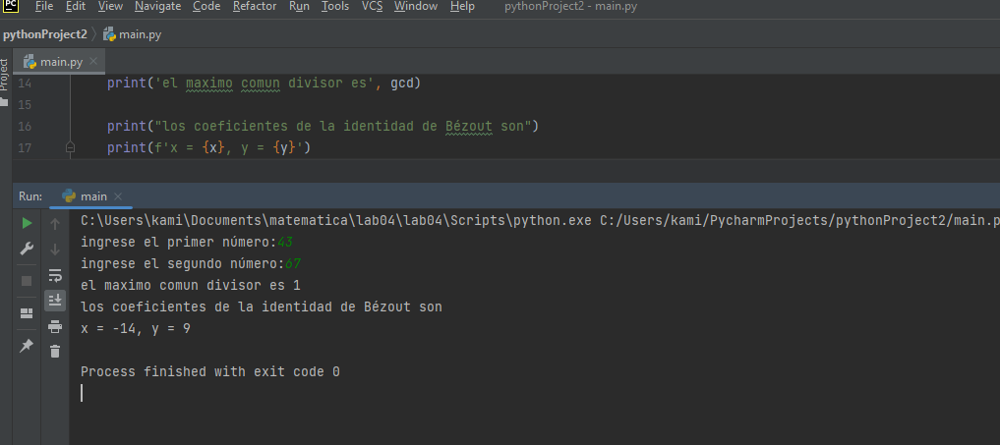 PC File Edit View Navigate Code Refactor Run Tools VCS Window Help pythonProject2 - main.py
pythonProject2 main.py
main.py
Project
14 print('el maximo comun divisor es', gcd)
15
16 print("los coeficientes de la identidad de Bézout son")
17 print(f'x = {x}, y = {y}')
Run: main
C:\Users\kami\Documents\matematica\lab04\lab04\Scripts\python.exe C:/Users/kami/PycharmProjects/pythonProject2/main.p
ingrese el primer número:43
ingrese el segundo número:67
el maximo comun divisor es 1
los coeficientes de la identidad de Bézout son
x = -14, y = 9
Process finished with exit code 0